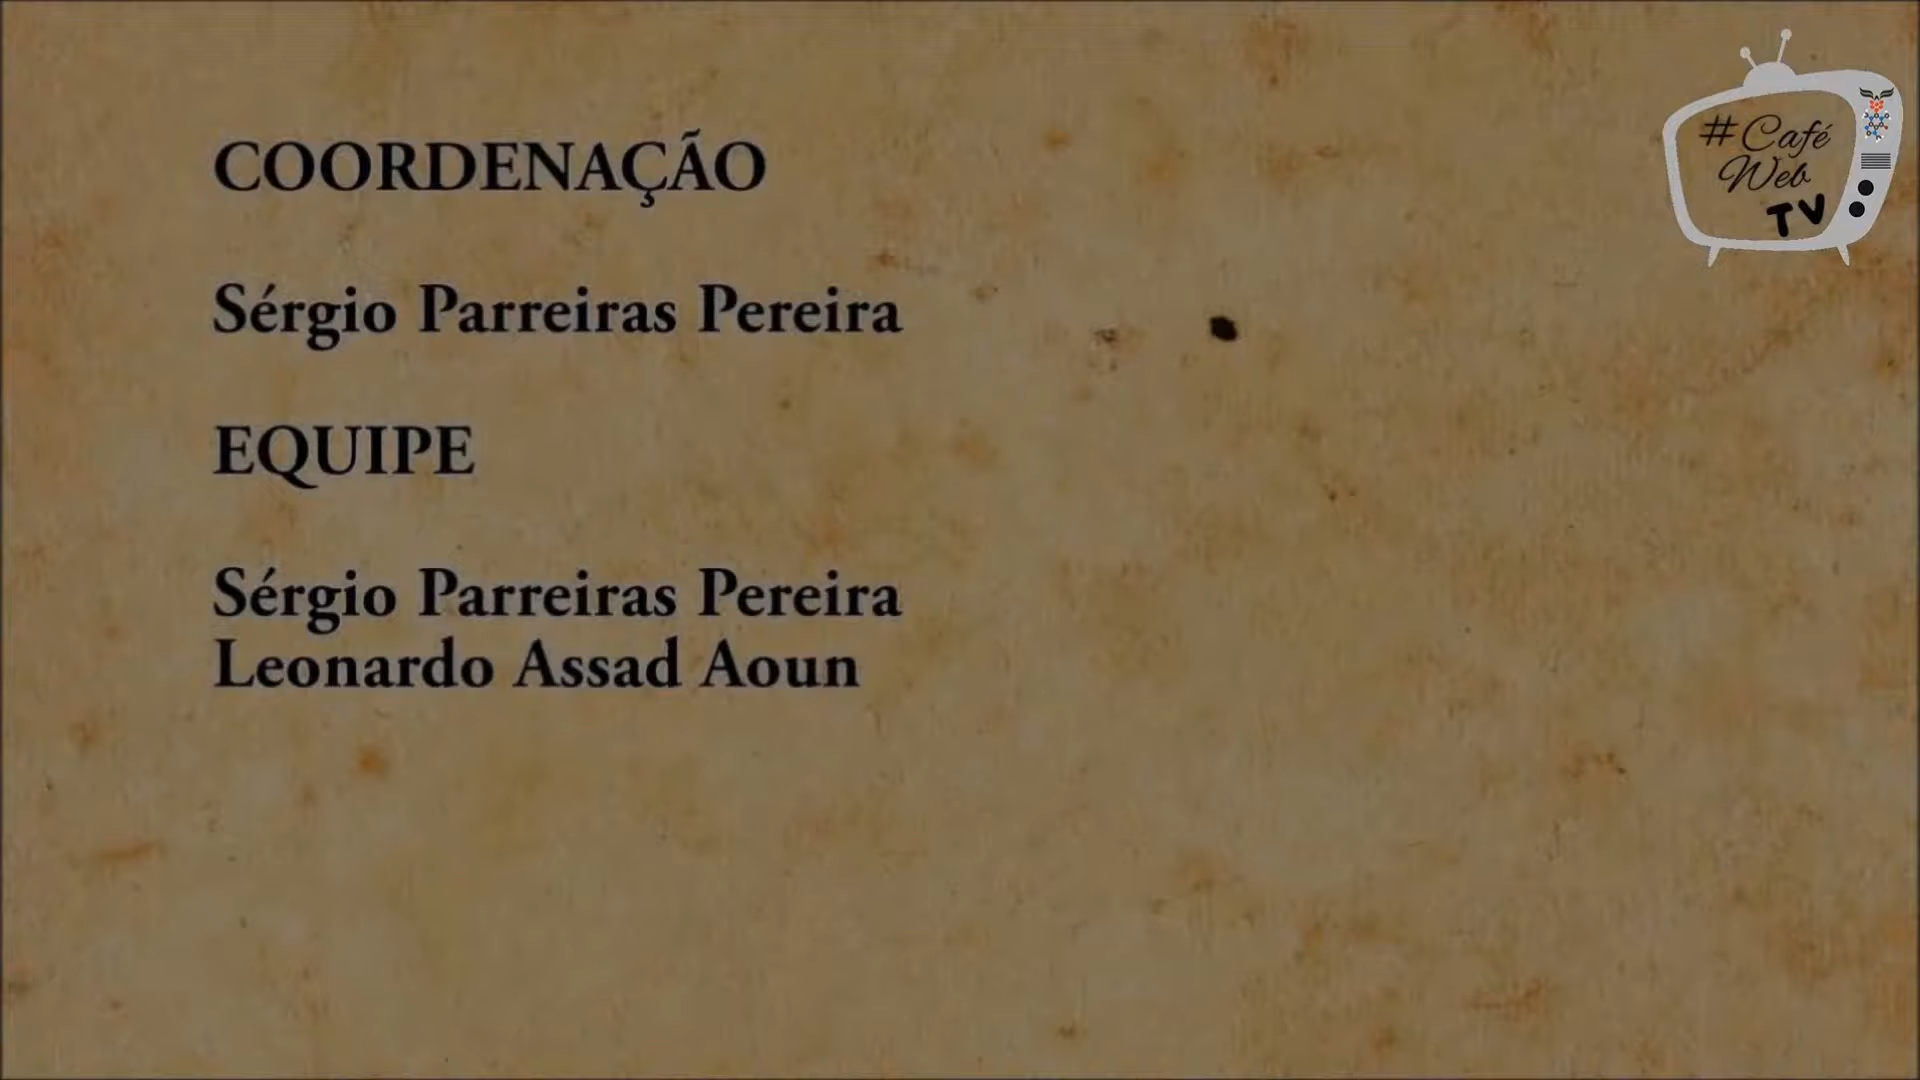 COORDENAÇÃO
Sérgio Parreiras Pereira
EQUIPE
Sérgio Parreiras Pereira
Leonardo Assad Aoun
#Café
Web
TV